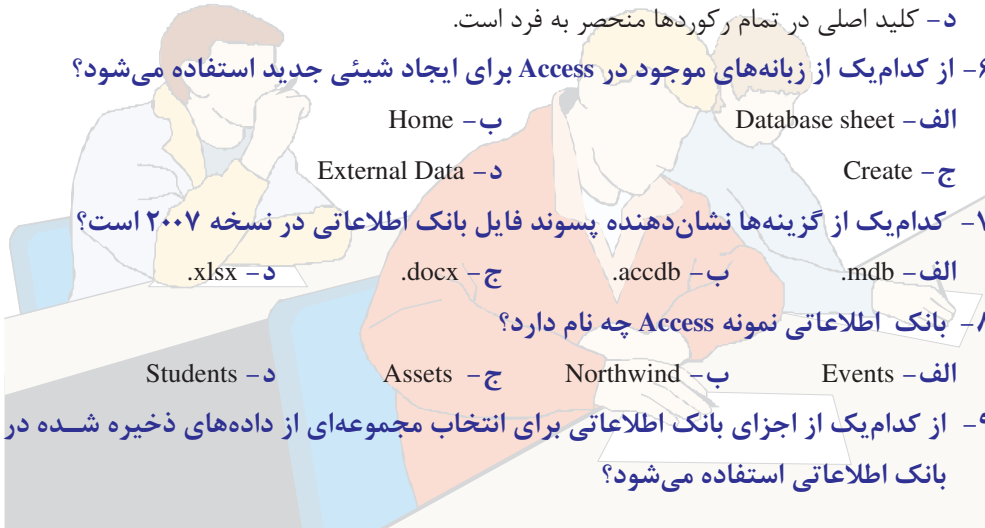 د- کلید اصلی در تمام رکوردها منحصر به فرد است.
۶- از کدام‌یک از زبانه‌های موجود در Access برای ایجاد شیئی جدید استفاده می‌شود؟
الف- Database sheet ب- Home
ج- Create د- External Data
۷- کدام‌یک از گزینه‌ها نشان‌دهنده پسوند فایل بانک اطلاعاتی در نسخه ۲۰۰۷ است؟
الف- .mdb ب- .accdb ج- .docx د- .xlsx
۸- بانک اطلاعاتی نمونه Access چه نام دارد؟
الف- Events ب- Northwind ج- Assets د- Students
۹- از کدام‌یک از اجزای بانک اطلاعاتی برای انتخاب مجموعه‌ای از داده‌های ذخیره شـــده در
بانک اطلاعاتی استفاده می‌شود؟